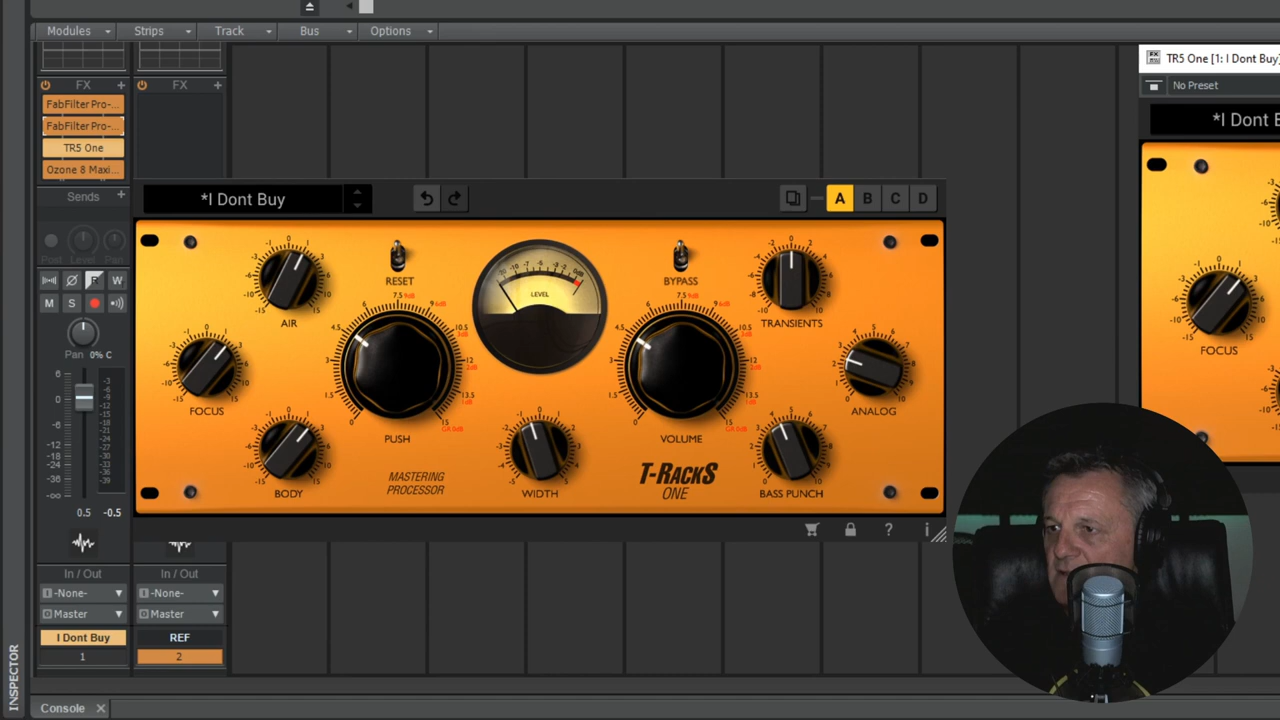 Modules Strips Track Bus Options
FX + FX +
FabFilter Pro-...
FabFilter Pro-...
TR5 One
Ozone 8 Maxi...
Sends +
Post Level Pan
R W
M S
Pan 0% C
0.5 -0.5
In / Out In / Out
-None- -None-
Master Master
I Dont Buy REF
1 2
INSPECTOR
Console
*I Dont Buy
A B C D
RESET
LEVEL
BYPASS
AIR
TRANSIENTS
FOCUS
PUSH
VOLUME
ANALOG
BODY
MASTERING
PROCESSOR
WIDTH
T-RackS
ONE
BASS PUNCH
TR5 One [1: I Dont Buy]
No Preset
*I Dont B
FOCUS